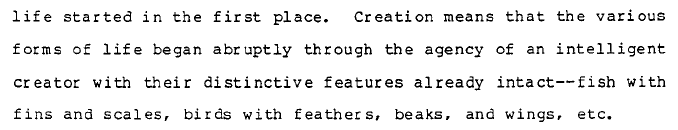 life started in the first place.  Creation means that the various
forms of life began abruptly through the agency of an intelligent
creator with their distinctive features already intact--fish with
fins and scales, birds with feathers, beaks, and wings, etc.